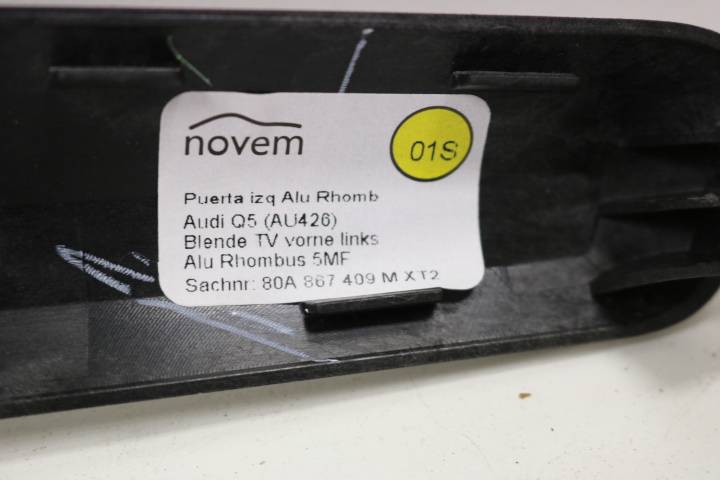 novem
01S
Puerta izq Alu Rhomb
Audi Q5 (AU426)
Blende TV vorne links
Alu Rhombus 5MF
Sachnr: 80A 867 409 M XT2